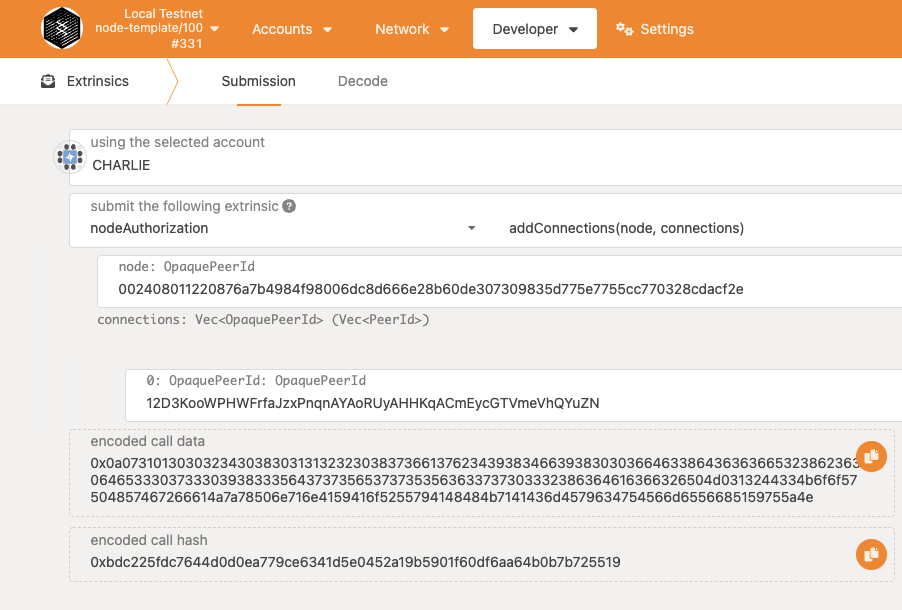 Local Testnet
node-template/100
#331
Accounts
Network
Developer
Settings
Extrinsics
Submission
Decode
using the selected account
CHARLIE
submit the following extrinsic ?
nodeAuthorization
addConnections(node, connections)
node: OpaquePeerId
002408011220876a7b4984f98006dc8d666e28b60de307309835d775e7755cc770328cdacf2e
connections: Vec<OpaquePeerId> (Vec<PeerId>)
0: OpaquePeerId: OpaquePeerId
12D3KooWPHWFrfaJzxPnqnAYAoRUyAHHKqACmEycGTVmeVhQYuZN
encoded call data
0x0a07310130303234303830313132323038373661376234393834663938303036646338643636366532386236
0646533303733303938333564373735653737353563633737303332386364616366326504d0313244334b6f6f57
504857467266614a7a78506e716e4159416f5255794148484b7141436d4579634754566d6556685159755a4e
encoded call hash
0xbdc225fdc7644d0d0ea779ce6341d5e0452a19b5901f60df6aa64b0b7b725519